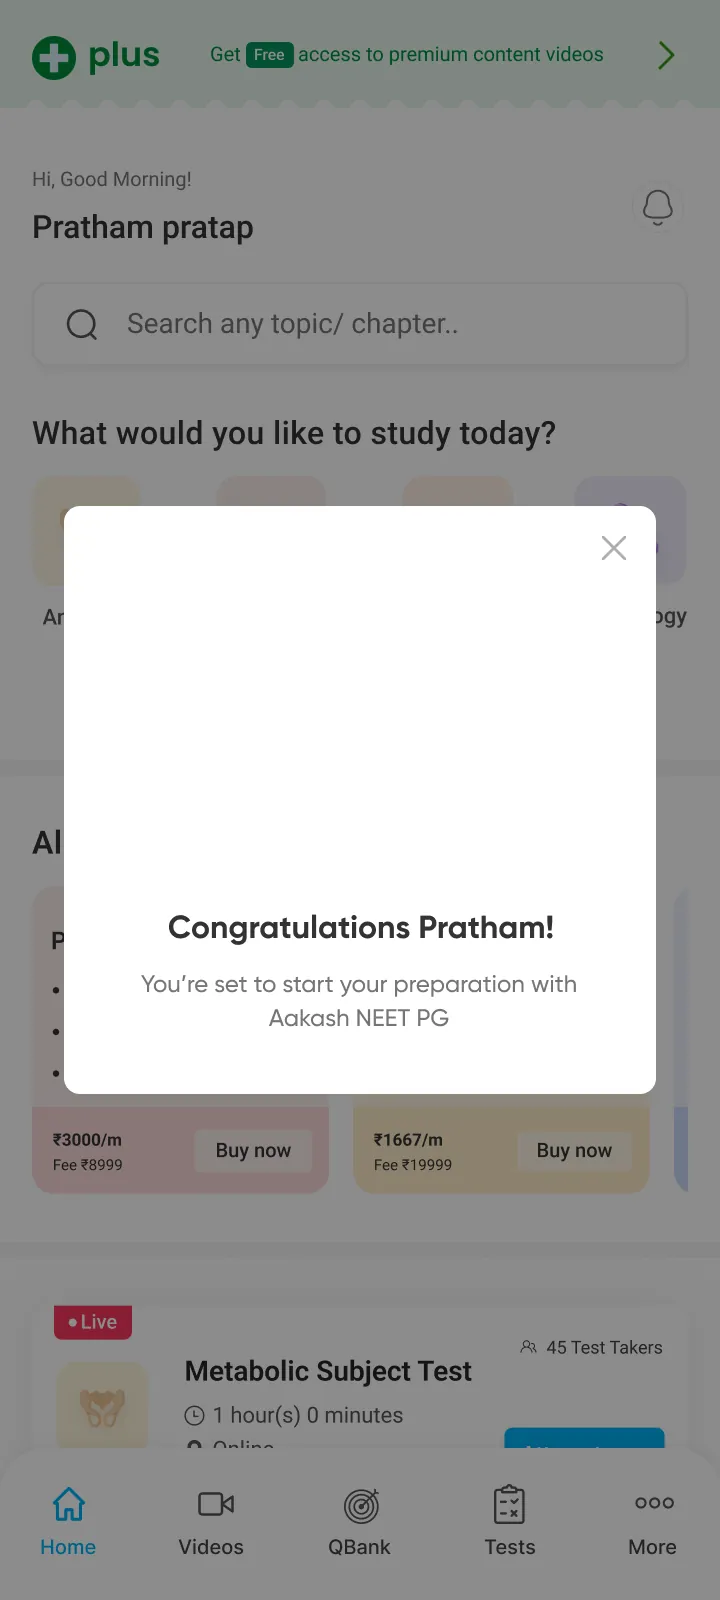 plus Get Free access to premium content videos
Hi, Good Morning!
Pratham pratap
Search any topic/ chapter..
What would you like to study today?
Congratulations Pratham!
You’re set to start your preparation with
Aakash NEET PG
₹3000/m
Fee ₹8999
Buy now
₹1667/m
Fee ₹19999
Buy now
Live
45 Test Takers
Metabolic Subject Test
1 hour(s) 0 minutes
Online
Home Videos QBank Tests More